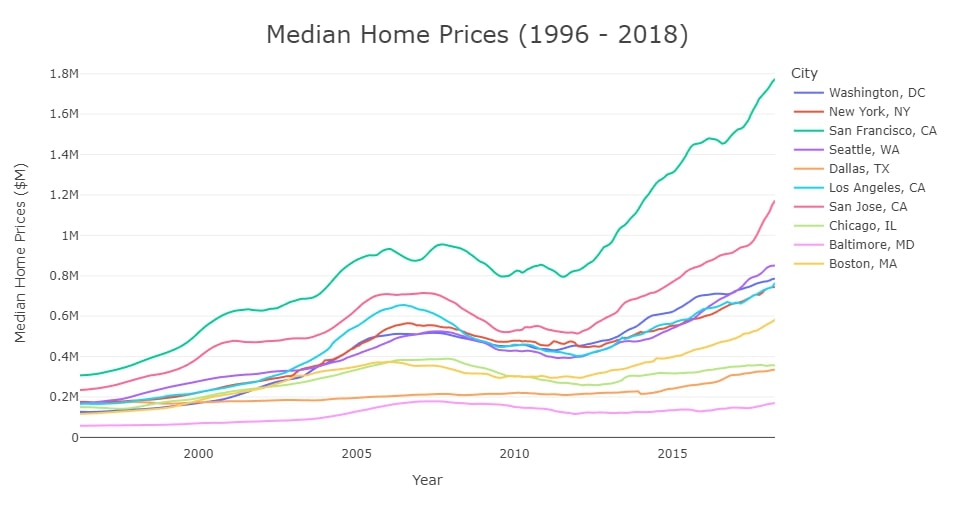 Median Home Prices (1996 - 2018)
Median Home Prices ($M)
1.8M
1.6M
1.4M
1.2M
1M
0.8M
0.6M
0.4M
0.2M
0
2000
2005
2010
2015
Year
City
Washington, DC
New York, NY
San Francisco, CA
Seattle, WA
Dallas, TX
Los Angeles, CA
San Jose, CA
Chicago, IL
Baltimore, MD
Boston, MA